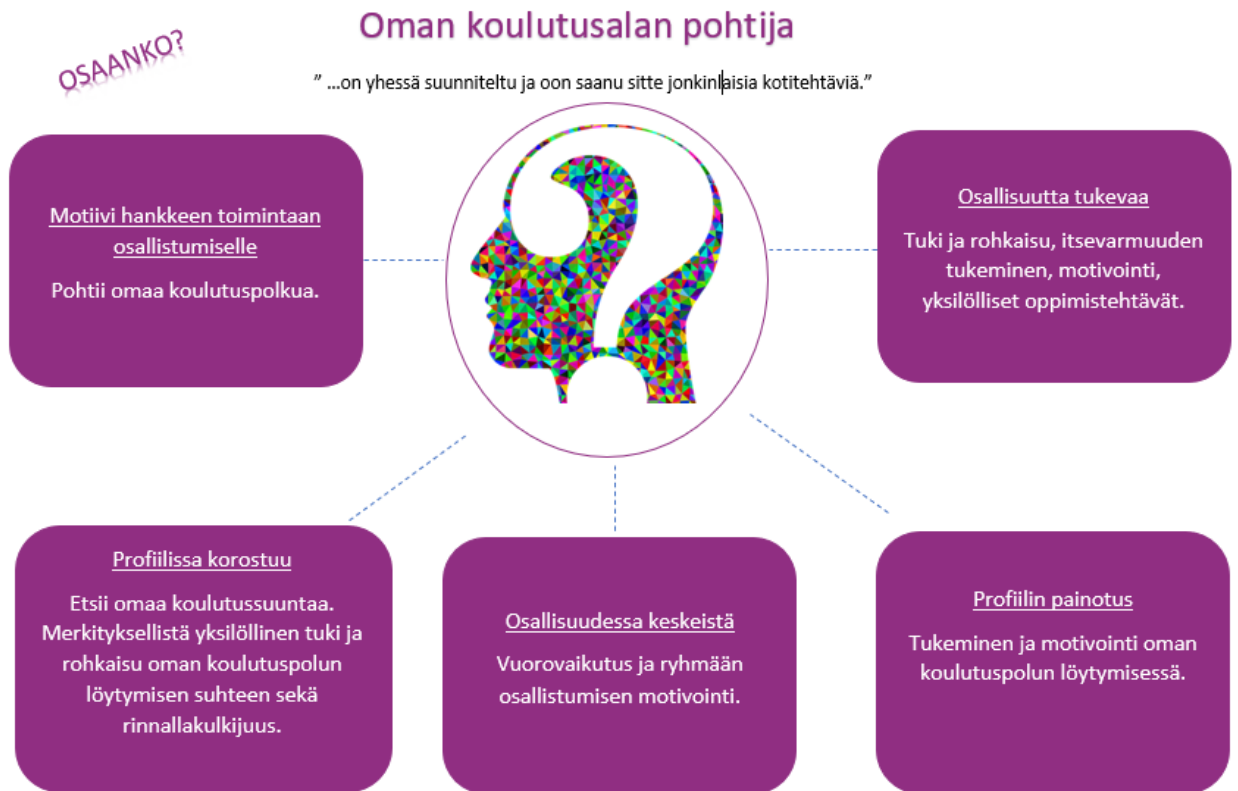 OSAANKO?
Oman koulutusalan pohtija
” ...on yhessä suunniteltu ja oon saanu sitte jonkinlaisia kotitehtäviä.”
Motiivi hankkeen toimintaan
osallistumiselle
Pohtii omaa koulutuspolkua.
Osallisuutta tukevaa
Tuki ja rohkaisu, itsevarmuuden
tukeminen, motivointi,
yksilölliset oppimistehtävät.
Profiilissa korostuu
Etsii omaa koulutussuuntaa.
Merkityksellistä yksilöllinen tuki ja
rohkaisu oman koulutuspolun
löytymisen suhteen sekä
rinnallakulkijuus.
Osallisuudessa keskeistä
Vuorovaikutus ja ryhmään
osallistumisen motivointi.
Profiilin painotus
Tukeminen ja motivointi oman
koulutuspolun löytymisessä.